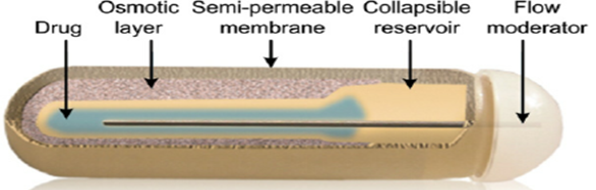 Drug
Osmotic
layer
Semi-permeable
membrane
Collapsible
reservoir
Flow
moderator